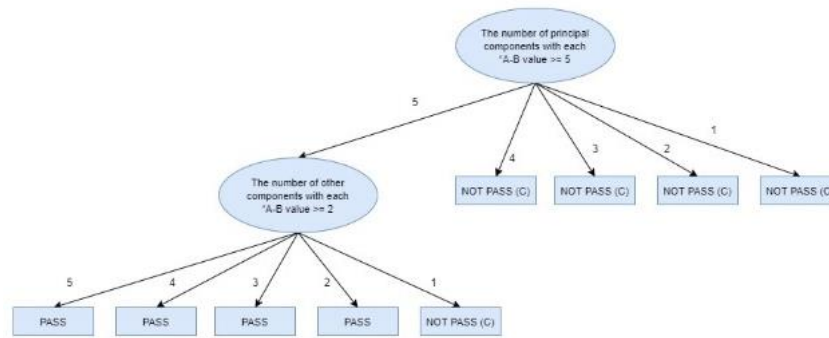 The number of principal
components with each
*A-B value >= 5
5
4
3
2
1
The number of other
components with each
*A-B value >= 2
NOT PASS (C)
NOT PASS (C)
NOT PASS (C)
NOT PASS (C
5
4
3
2
1
PASS
PASS
PASS
PASS
NOT PASS (C)